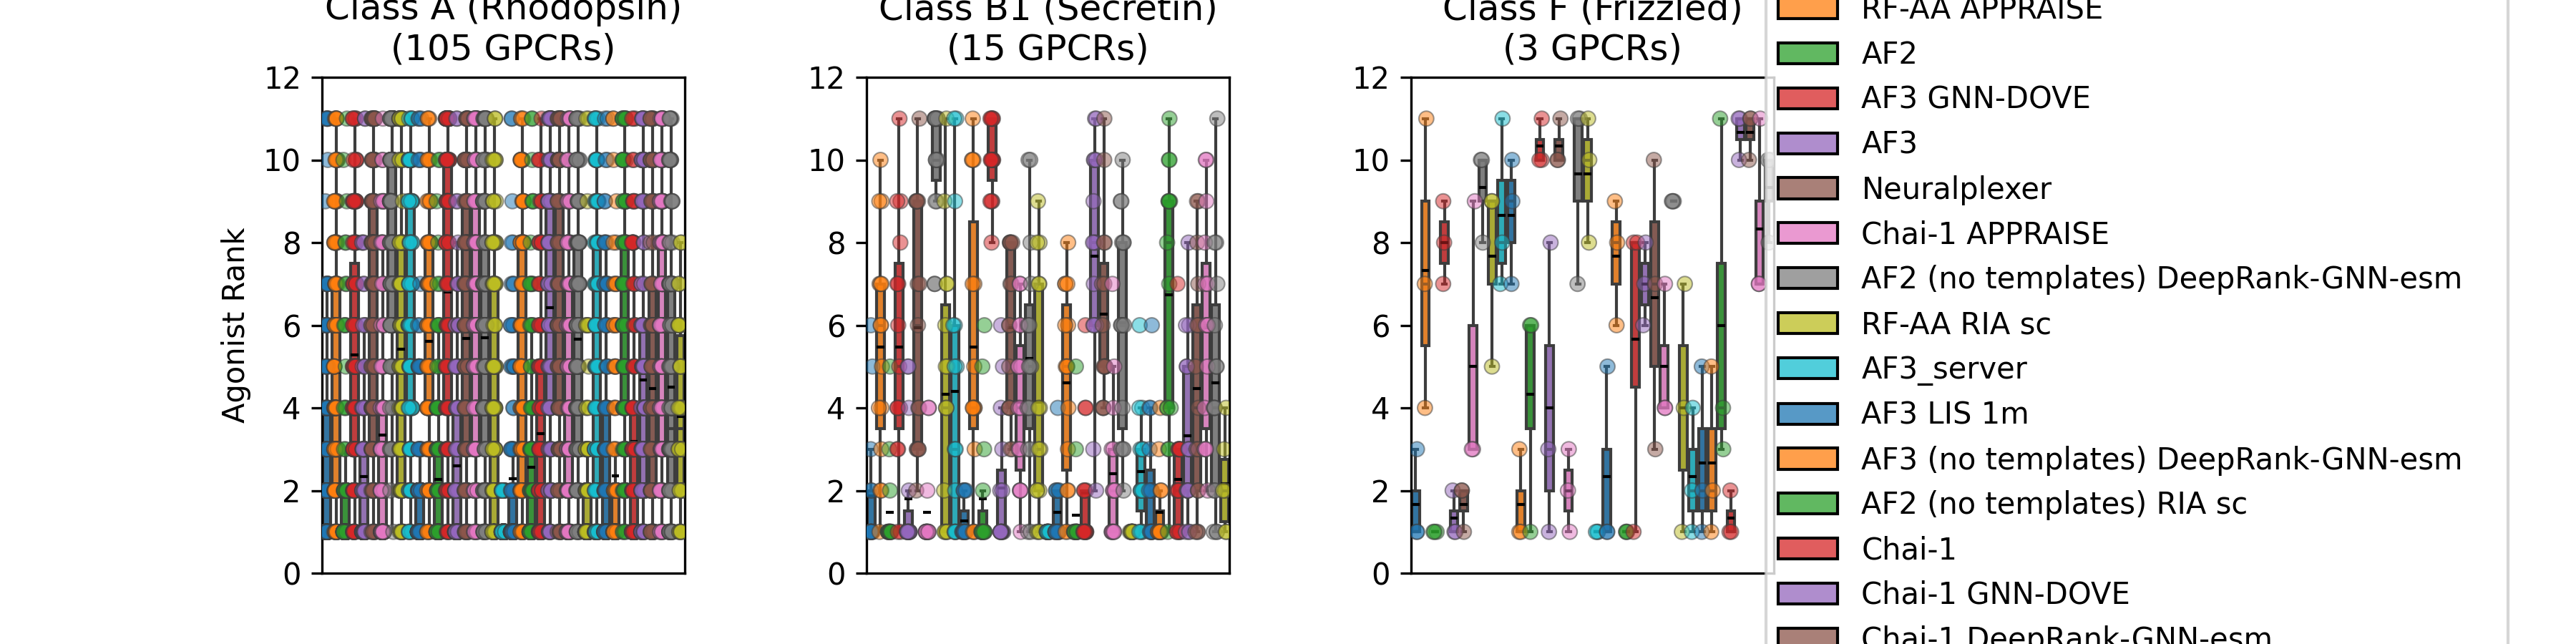 Class A (Rhodopsin)
(105 GPCRs)
Class B1 (Secretin)
(15 GPCRs)
Class F (Frizzled)
(3 GPCRs)
Agonist Rank
12
10
8
6
4
2
0
12
10
8
6
4
2
0
12
10
8
6
4
2
0
RF-AA APPRAISE
AF2
AF3 GNN-DOVE
AF3
Neuralplexer
Chai-1 APPRAISE
AF2 (no templates) DeepRank-GNN-esm
RF-AA RIA sc
AF3_server
AF3 LIS 1m
AF3 (no templates) DeepRank-GNN-esm
AF2 (no templates) RIA sc
Chai-1
Chai-1 GNN-DOVE
Chai-1 DeepRank-GNN-esm